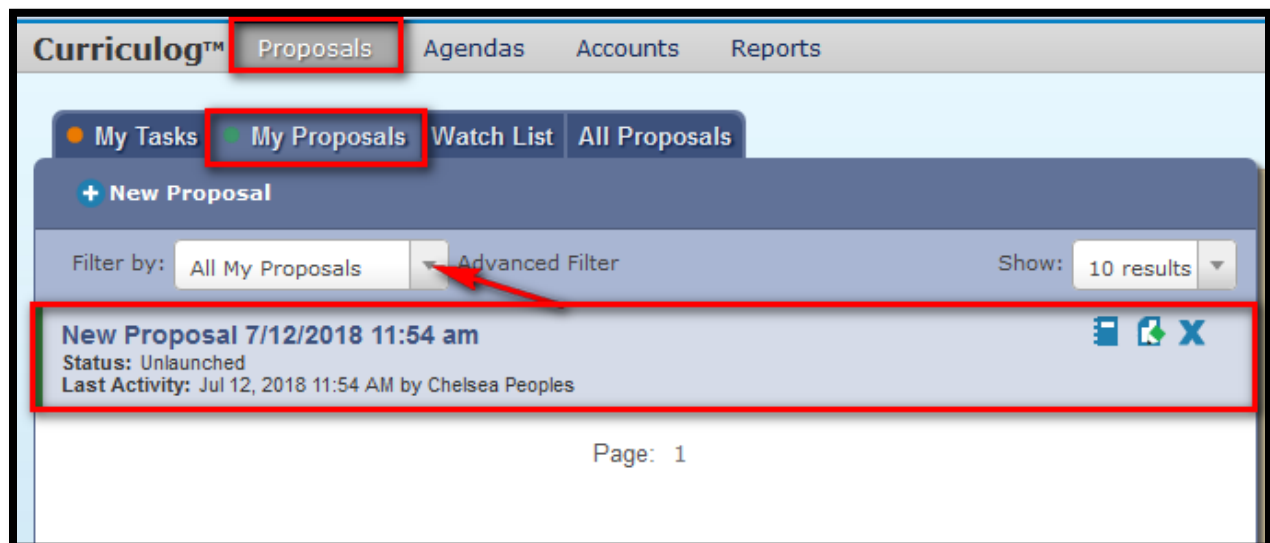 Curriculog™ Proposals Agendas Accounts Reports
My Tasks My Proposals Watch List All Proposals
New Proposal
Filter by: All My Proposals Advanced Filter Show: 10 results
New Proposal 7/12/2018 11:54 am
Status: Unlaunched
Last Activity: Jul 12, 2018 11:54 AM by Chelsea Peoples
Page: 1